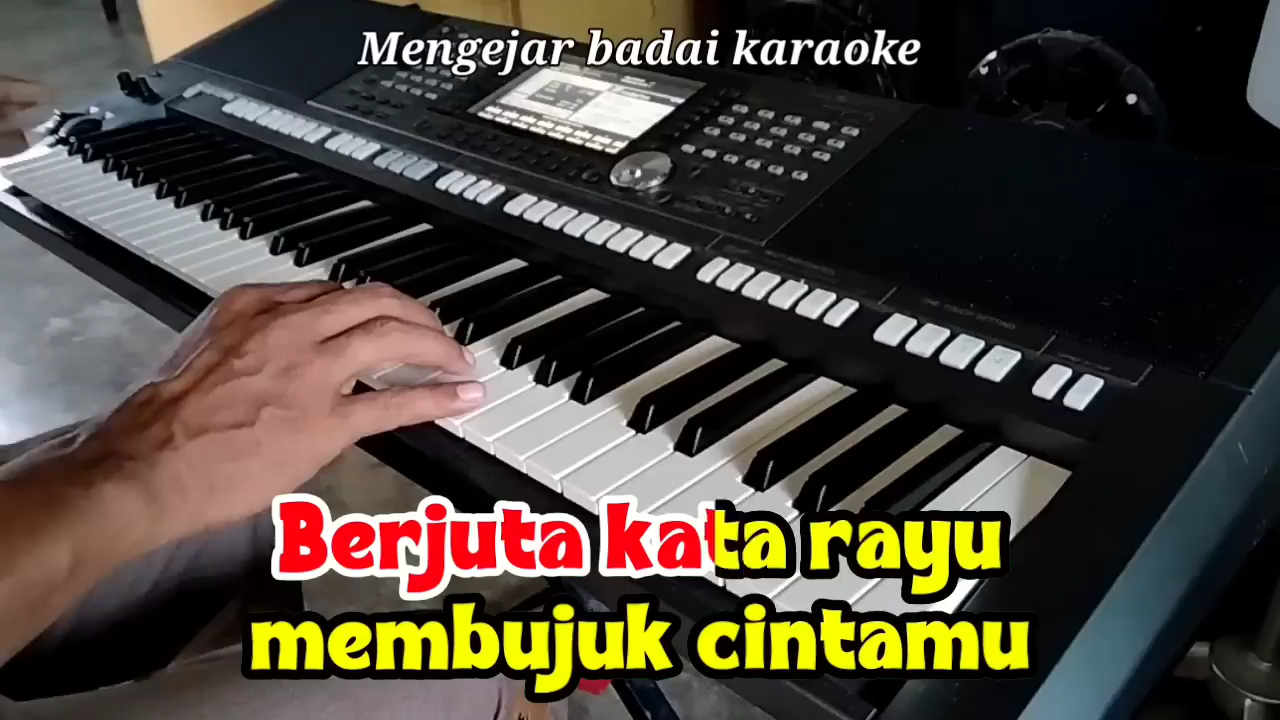 Mengejar badai karaoke
Berjuta kata rayu
membujuk cintamu